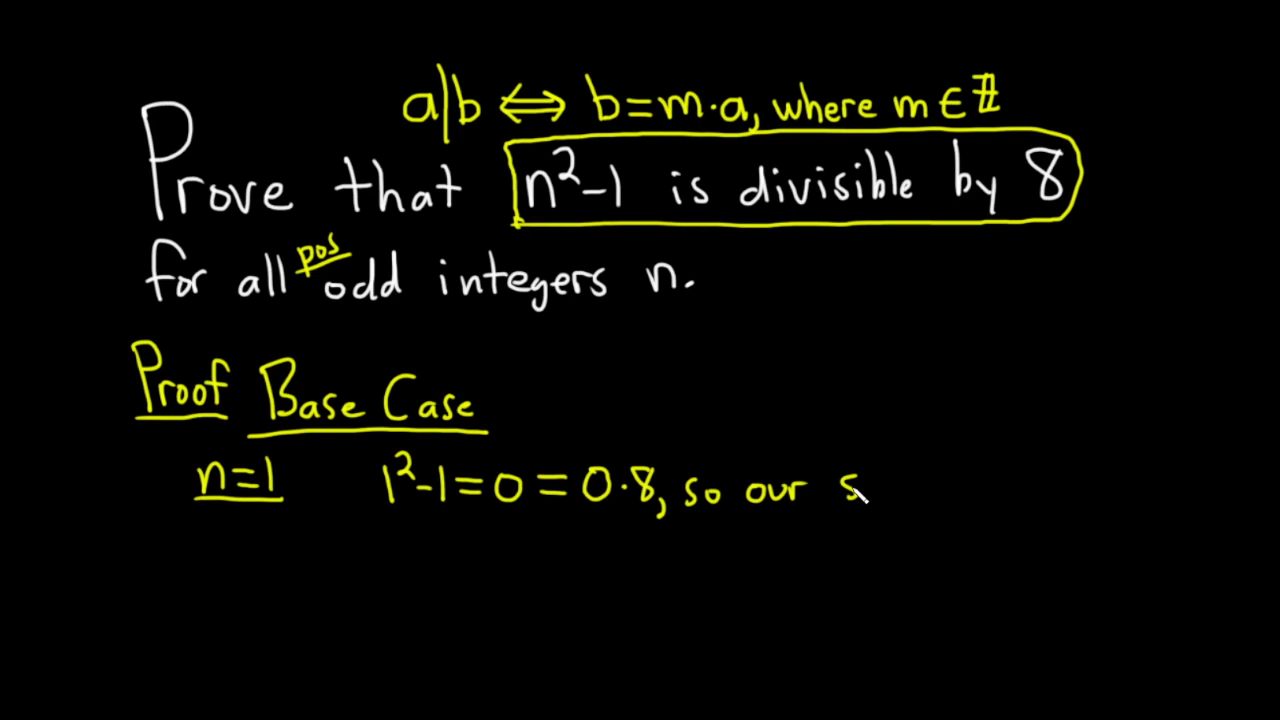 a|b ⟺ b=m·a, where m∈ℤ
Prove that n²-1 is divisible by 8
for all pos odd integers n.
Proof Base Case
n=1 1²-1=0=0·8, so our s